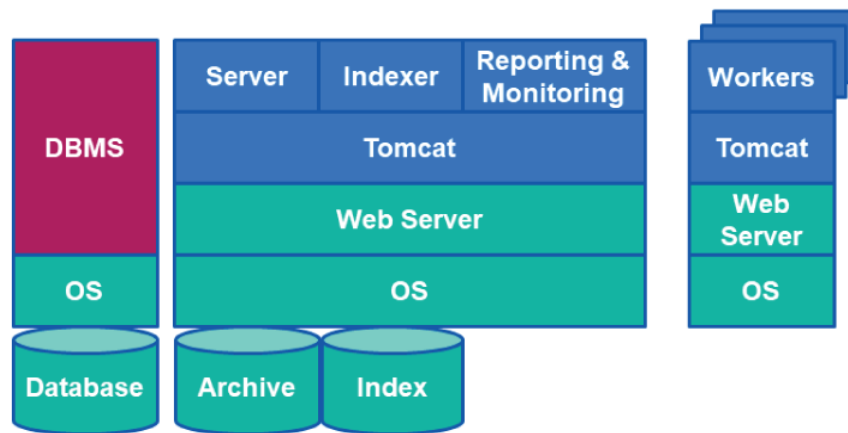 DBMS
OS
Database
Server
Indexer
Reporting &
Monitoring
Tomcat
Web Server
OS
Archive
Index
Workers
Tomcat
Web
Server
OS